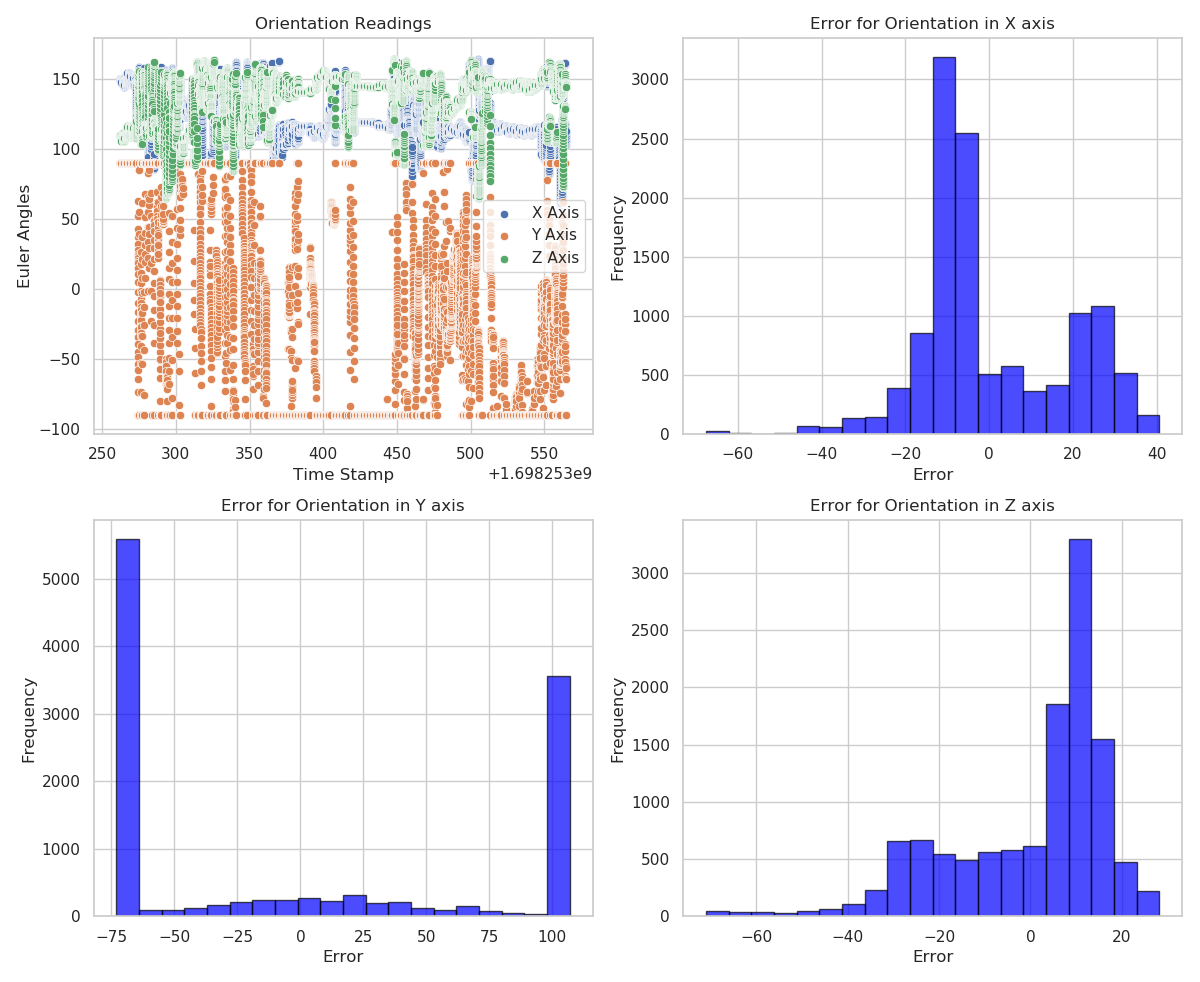 Orientation Readings
Euler Angles
150
100
50
0
−50
−100
X Axis
Y Axis
Z Axis
250 300 350 400 450 500 550
Time Stamp
+1.698253e9
Error for Orientation in X axis
Frequency
3000
2500
2000
1500
1000
500
0
−60 −40 −20 0 20 40
Error
Error for Orientation in Y axis
Frequency
5000
4000
3000
2000
1000
0
−75 −50 −25 0 25 50 75 100
Error
Error for Orientation in Z axis
Frequency
3000
2500
2000
1500
1000
500
0
−60 −40 −20 0 20
Error